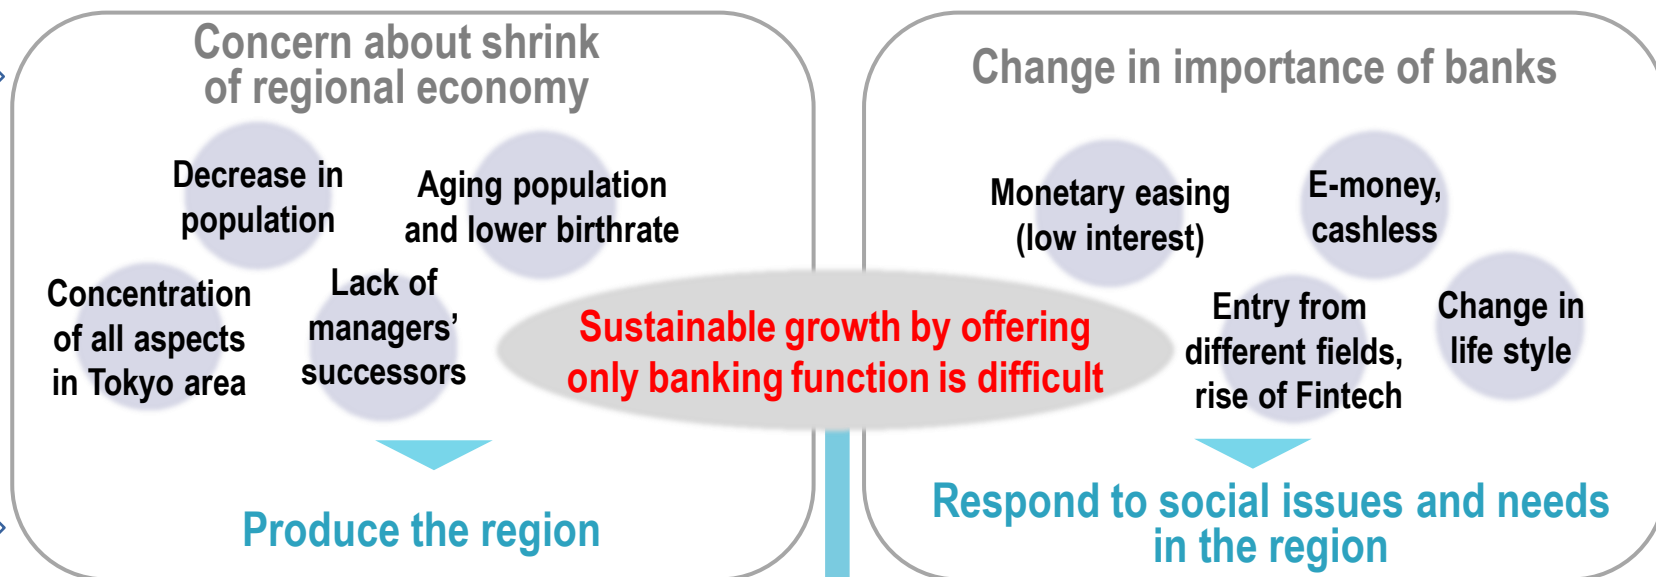 Concern about shrink
of regional economy
Decrease in
population
Aging population
and lower birthrate
Concentration
of all aspects
in Tokyo area
Lack of
managers’
successors
Produce the region
Sustainable growth by offering
only banking function is difficult
Change in importance of banks
Monetary easing
(low interest)
E-money,
cashless
Entry from
different fields,
rise of Fintech
Change in
life style
Respond to social issues and needs
in the region